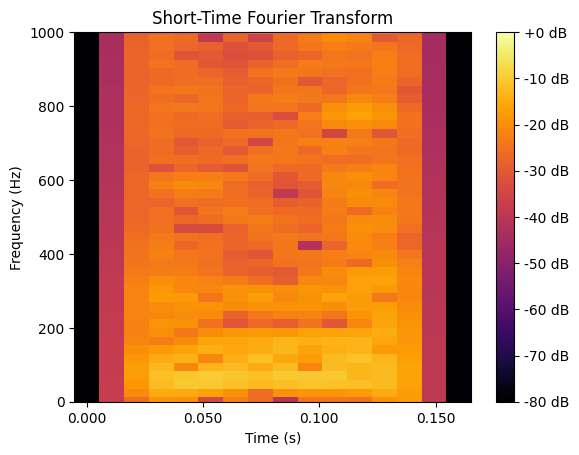 Short-Time Fourier Transform
1000
800
600
400
200
0
Frequency (Hz)
0.000
0.050
0.100
0.150
Time (s)
+0 dB
-10 dB
-20 dB
-30 dB
-40 dB
-50 dB
-60 dB
-70 dB
-80 dB